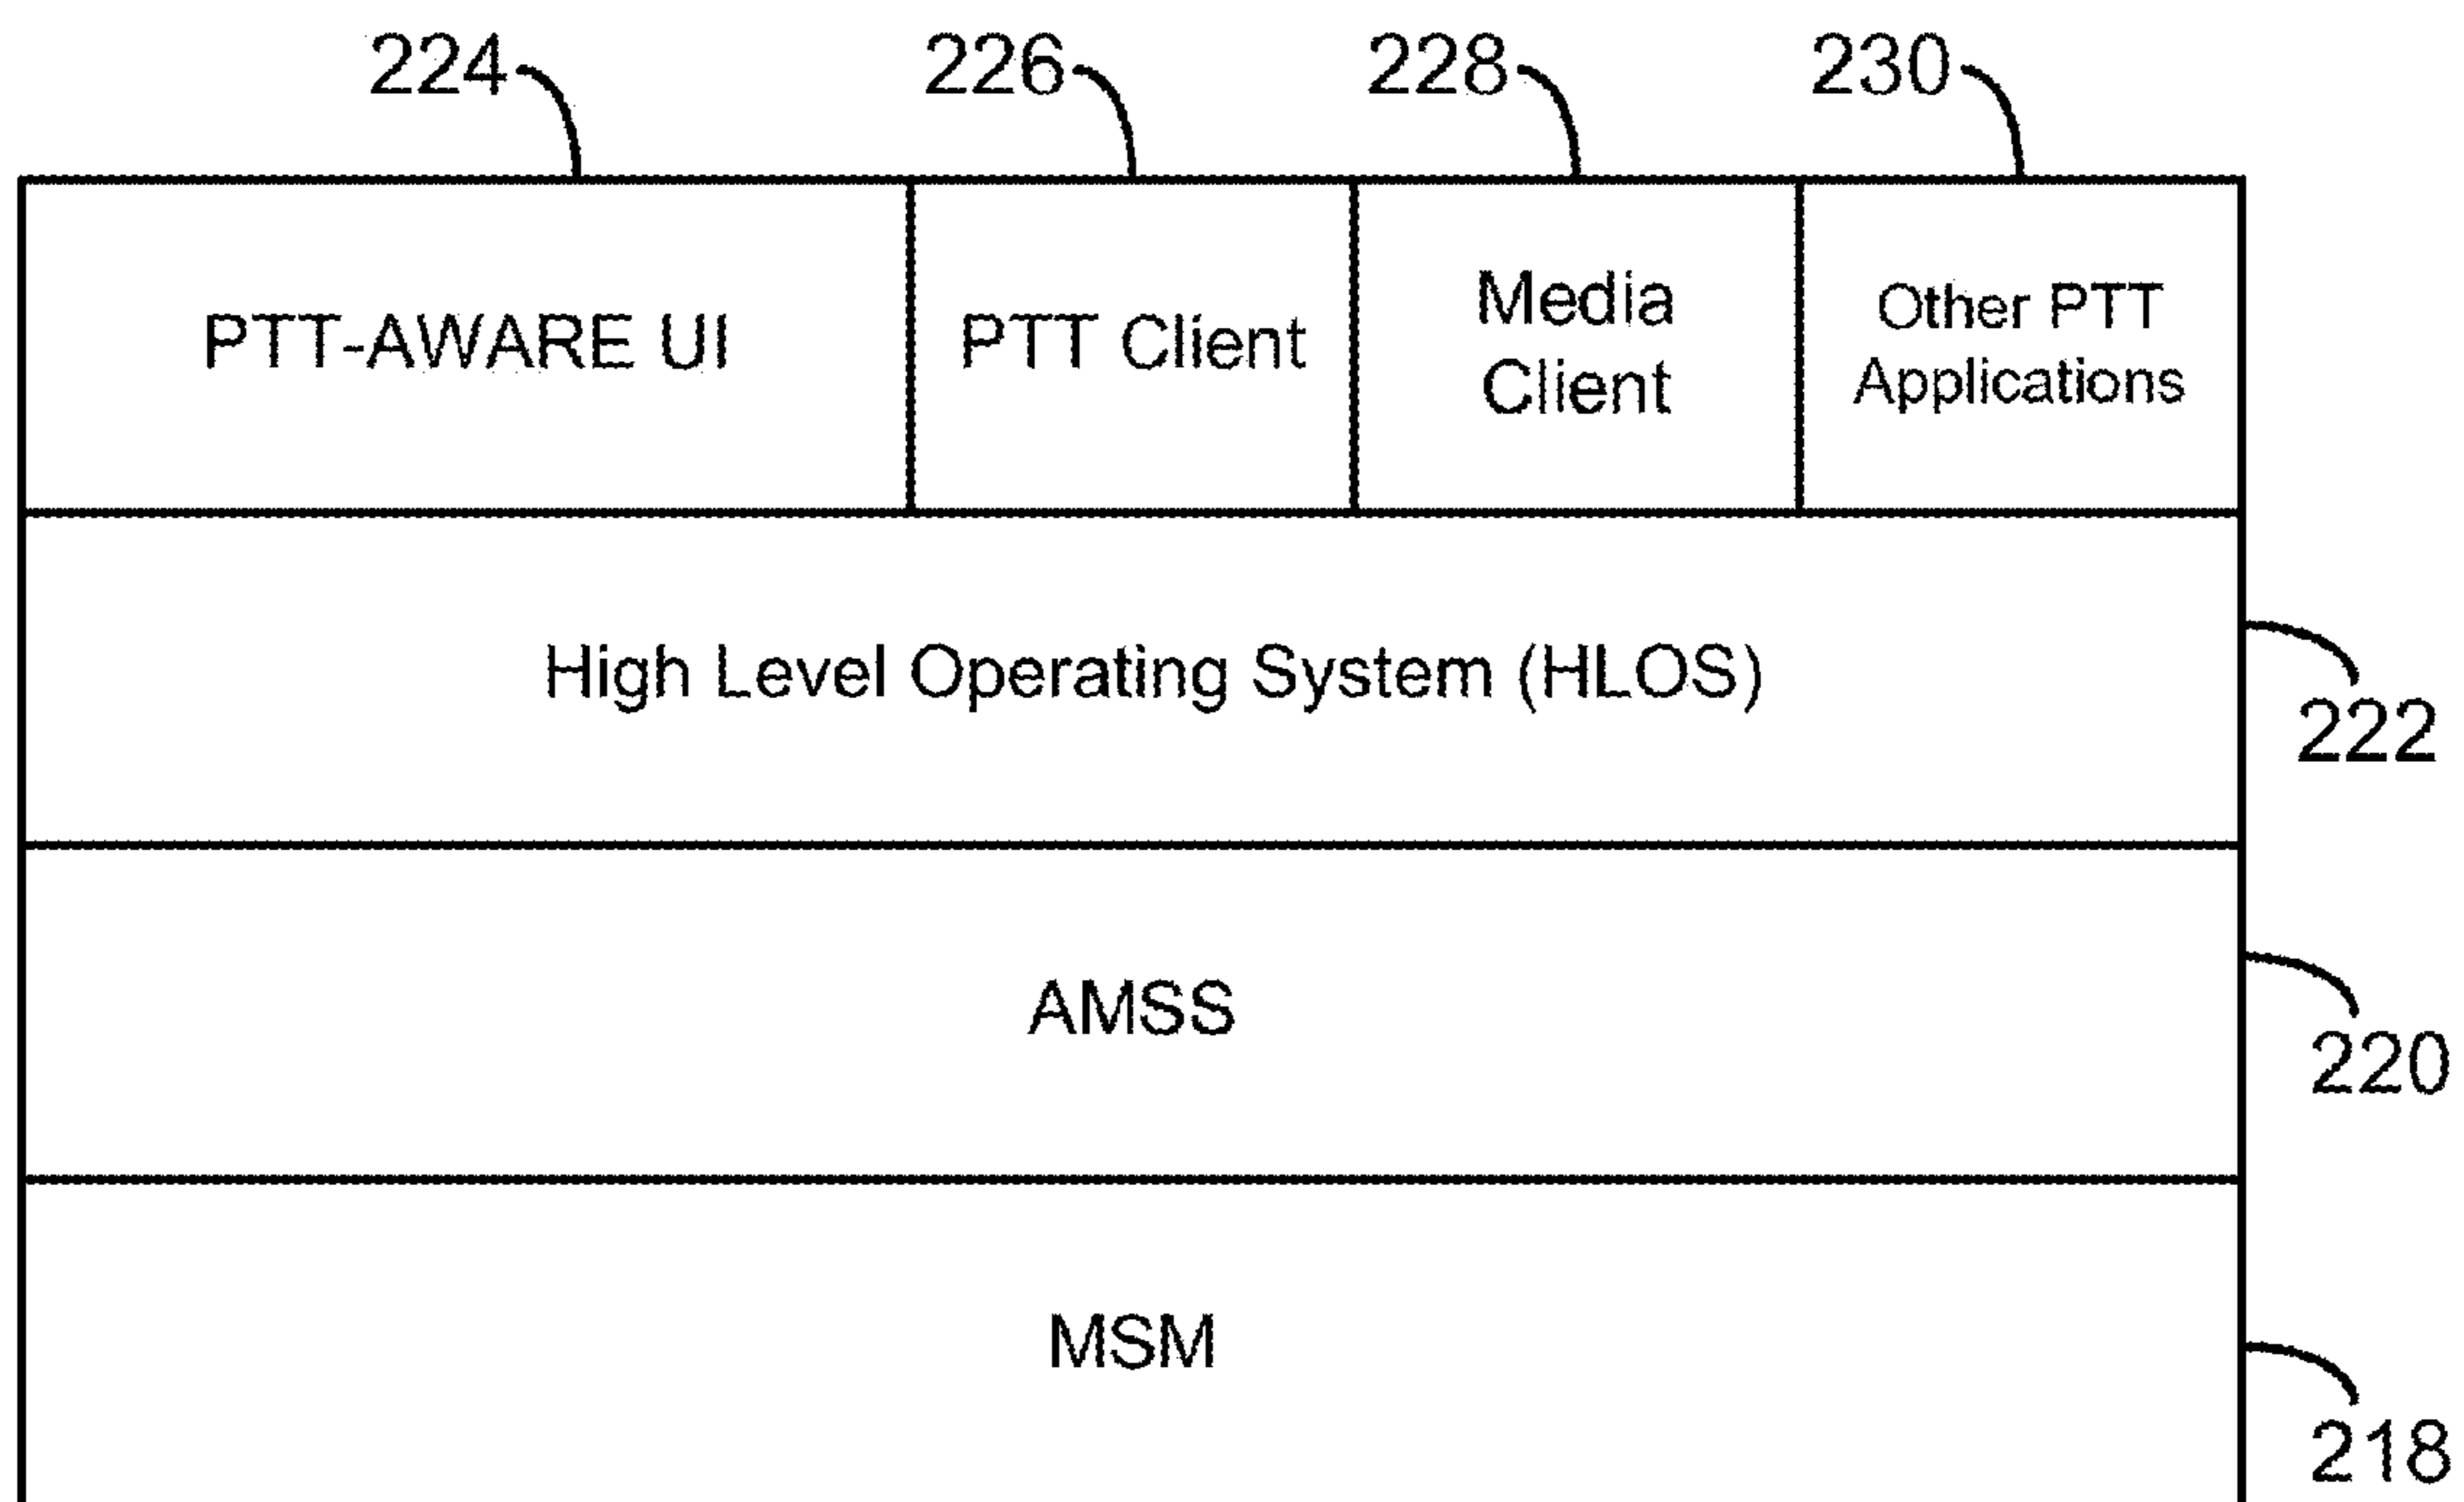 224
226
228
230
PTT-AWARE UI
PTT Client
Media
Client
Other PTT
Applications
High Level Operating System (HLOS)
222
AMSS
220
MSM
218